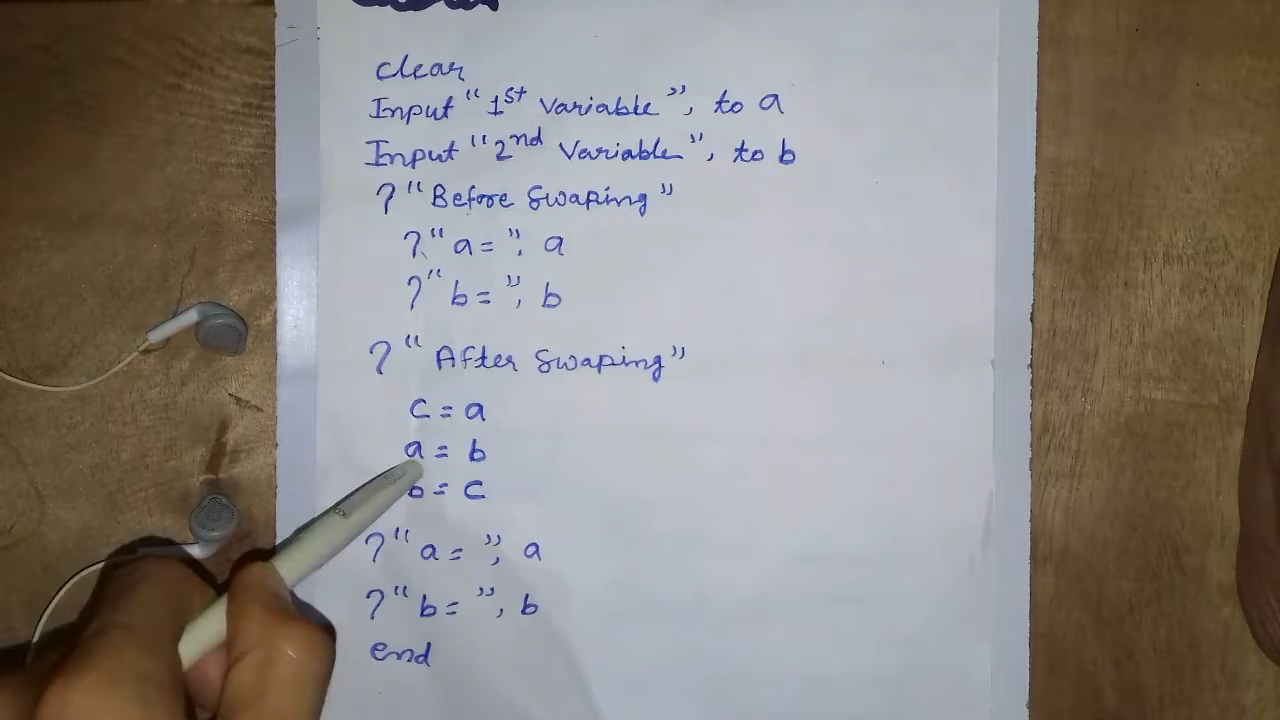 clear
Input "1st Variable", to a
Input "2nd Variable", to b
? "Before Swaping"
? "a = ", a
? "b = ", b
? "After Swaping"
c = a
a = b
b = c
? "a = ", a
? "b = ", b
end